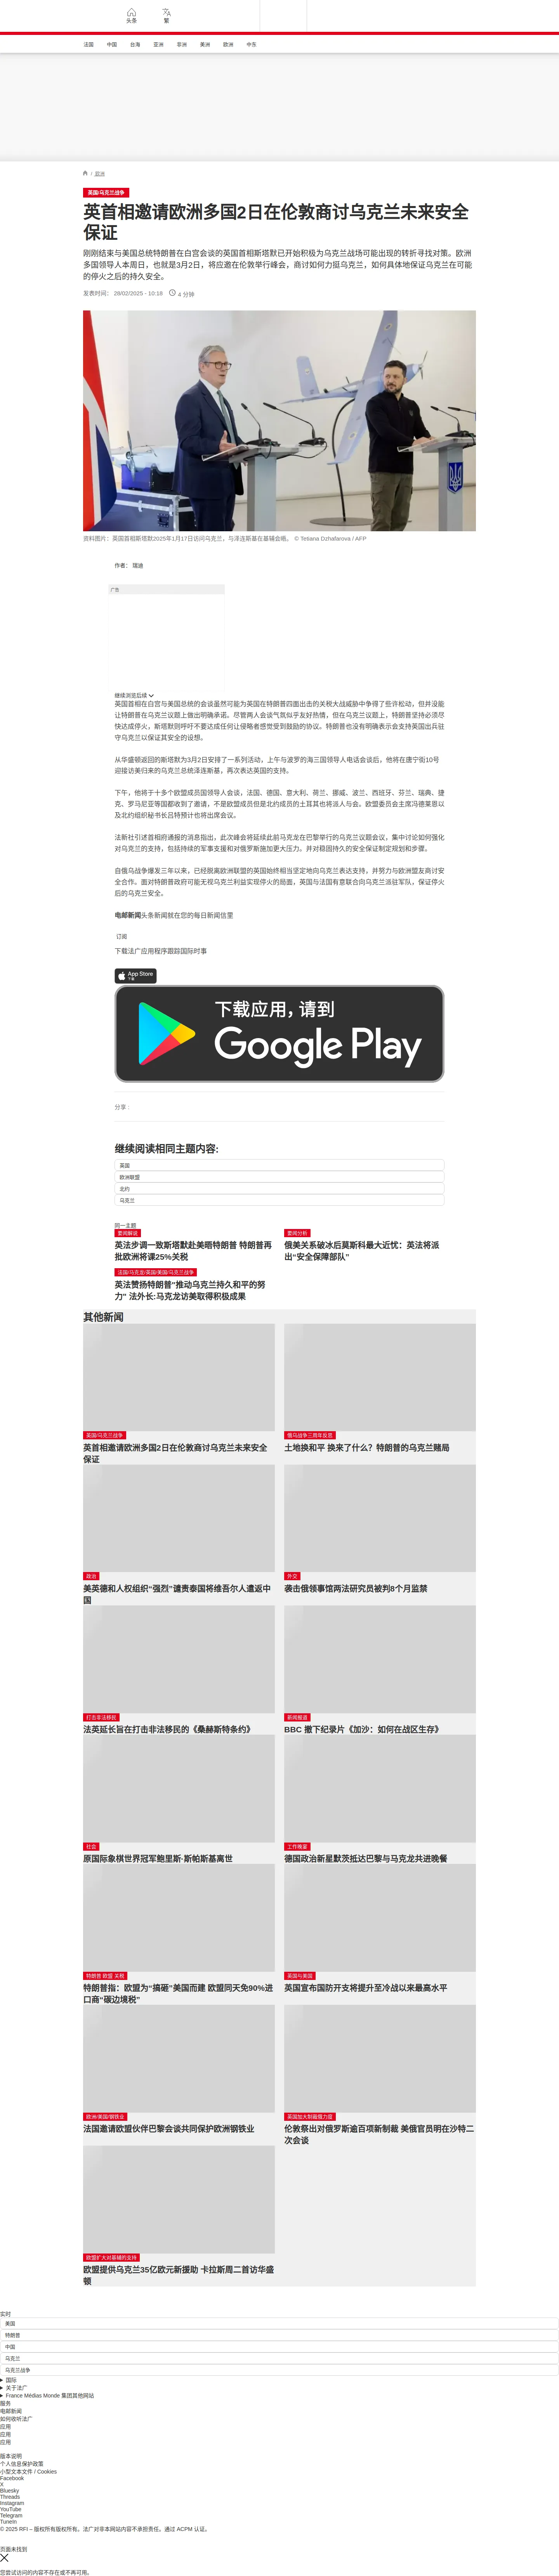 头条
繁
法国
中国
台海
亚洲
非洲
美洲
欧洲
中东
/ 欧洲
英国/乌克兰战争
英首相邀请欧洲多国2日在伦敦商讨乌克兰未来安全
保证
刚刚结束与美国总统特朗普在白宫会谈的英国首相斯塔默已开始积极为乌克兰战场可能出现的转折寻找对策。欧洲
多国领导人本周日，也就是3月2日，将应邀在伦敦举行峰会，商讨如何力挺乌克兰，如何具体地保证乌克兰在可能
的停火之后的持久安全。
发表时间： 28/02/2025 - 10:18
4 分钟
资料图片：英国首相斯塔默2025年1月17日访问乌克兰，与泽连斯基在基辅会晤。 © Tetiana Dzhafarova / AFP
作者： 瑞迪
广告
继续浏览后续
英国首相在白宫与美国总统的会谈虽然可能为英国在特朗普四面出击的关税大战威胁中争得了些许松动，但并没能
让特朗普在乌克兰议题上做出明确承诺。尽管两人会谈气氛似乎友好热情，但在乌克兰议题上，特朗普坚持必须尽
快达成停火，斯塔默则呼吁不要达成任何让侵略者感觉受到鼓励的协议。特朗普也没有明确表示会支持英国出兵驻
守乌克兰以保证其安全的设想。
从华盛顿返回的斯塔默为3月2日安排了一系列活动，上午与波罗的海三国领导人电话会谈后，他将在唐宁街10号
迎接访美归来的乌克兰总统泽连斯基，再次表达英国的支持。
下午，他将于十多个欧盟成员国领导人会谈，法国、德国、意大利、荷兰、挪威、波兰、西班牙、芬兰、瑞典、捷
克、罗马尼亚等国都收到了邀请，不是欧盟成员但是北约成员的土耳其也将派人与会。欧盟委员会主席冯德莱恩以
及北约组织秘书长吕特预计也将出席会议。
法新社引述首相府通报的消息指出，此次峰会将延续此前马克龙在巴黎举行的乌克兰议题会议，集中讨论如何强化
对乌克兰的支持，包括持续的军事支援和对俄罗斯施加更大压力，并对稳固持久的安全保证制定规划和步骤。
自俄乌战争爆发三年以来，已经脱离欧洲联盟的英国始终相当坚定地向乌克兰表达支持，并努力与欧洲盟友商讨安
全合作。面对特朗普政府可能无视乌克兰利益实现停火的局面，英国与法国有意联合向乌克兰派驻军队，保证停火
后的乌克兰安全。
电邮新闻头条新闻就在您的每日新闻信里
订阅
下载法广应用程序跟踪国际时事
App Store
下载
下载应用，请到
Google Play
分享 :
继续阅读相同主题内容:
英国
欧洲联盟
北约
乌克兰
同一主题
要闻解说
英法步调一致斯塔默赴美晤特朗普 特朗普再
批欧洲将课25%关税
要闻分析
俄美关系破冰后莫斯科最大近忧：英法将派
出“安全保障部队”
法国/马克龙/英国/美国/乌克兰战争
英法赞扬特朗普“推动乌克兰持久和平的努
力” 法外长:马克龙访美取得积极成果
其他新闻
英国/乌克兰战争
英首相邀请欧洲多国2日在伦敦商讨乌克兰未来安全
保证
俄乌战争三周年反思
土地换和平 换来了什么？特朗普的乌克兰赌局
政治
美英德和人权组织“强烈”谴责泰国将维吾尔人遣返中
国
外交
袭击俄领事馆两法研究员被判8个月监禁
打击非法移民
法英延长旨在打击非法移民的《桑赫斯特条约》
新闻报道
BBC 撤下纪录片《加沙：如何在战区生存》
社会
原国际象棋世界冠军鲍里斯·斯帕斯基离世
工作晚宴
德国政治新星默茨抵达巴黎与马克龙共进晚餐
特朗普 欧盟 关税
特朗普指：欧盟为“搞砸”美国而建 欧盟同天免90%进
口商“碳边境税”
英国与美国
英国宣布国防开支将提升至冷战以来最高水平
欧洲/美国/钢铁业
法国邀请欧盟伙伴巴黎会谈共同保护欧洲钢铁业
英国加大制裁俄力度
伦敦祭出对俄罗斯逾百项新制裁 美俄官员明在沙特二
次会谈
欧盟扩大对基辅的支持
欧盟提供乌克兰35亿欧元新援助 卡拉斯周二首访华盛
顿
实时
美国
特朗普
中国
乌克兰
乌克兰战争
国际
关于法广
France Médias Monde 集团其他网站
服务
电邮新闻
如何收听法广
应用
应用
应用
版本说明
个人信息保护政策
小型文本文件 / Cookies
Facebook
X
Bluesky
Threads
Instagram
YouTube
Telegram
TuneIn
© 2025 RFI – 版权所有版权所有。法广对非本网站内容不承担责任。通过 ACPM 认证。
页面未找到
您尝试访问的内容不存在或不再可用。